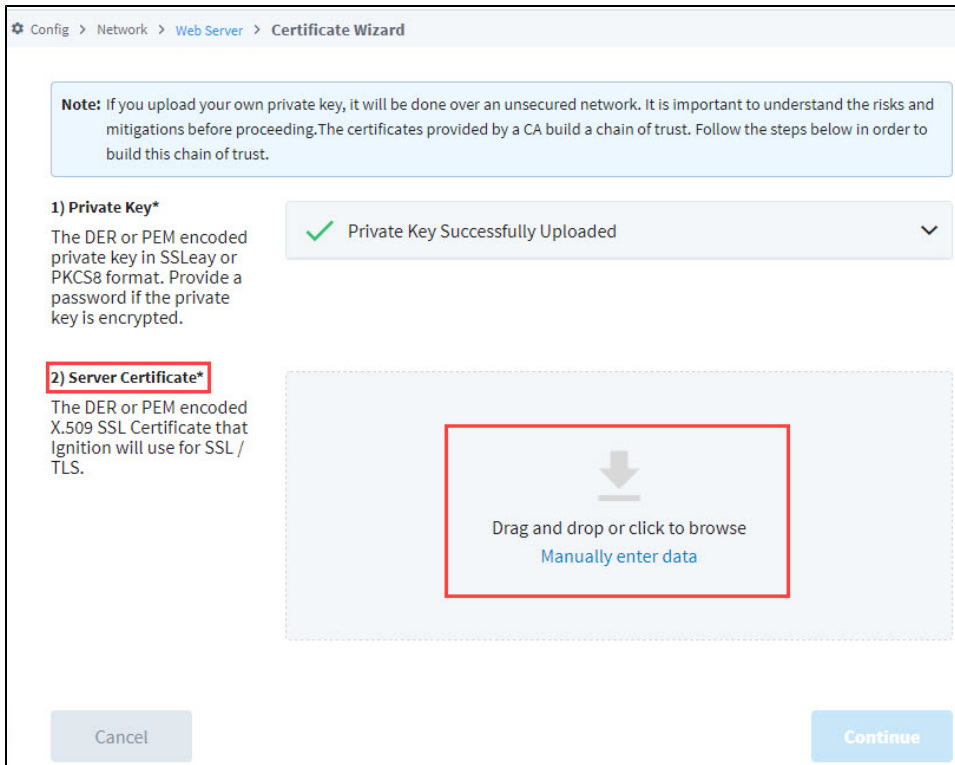 Config > Network > Web Server > Certificate Wizard
Note: If you upload your own private key, it will be done over an unsecured network. It is important to understand the risks and
mitigations before proceeding.The certificates provided by a CA build a chain of trust. Follow the steps below in order to
build this chain of trust.
1) Private Key*
The DER or PEM encoded
private key in SSLeay or
PKCS8 format. Provide a
password if the private
key is encrypted.
Private Key Successfully Uploaded
2) Server Certificate*
The DER or PEM encoded
X.509 SSL Certificate that
Ignition will use for SSL /
TLS.
Drag and drop or click to browse
Manually enter data
Cancel
Continue